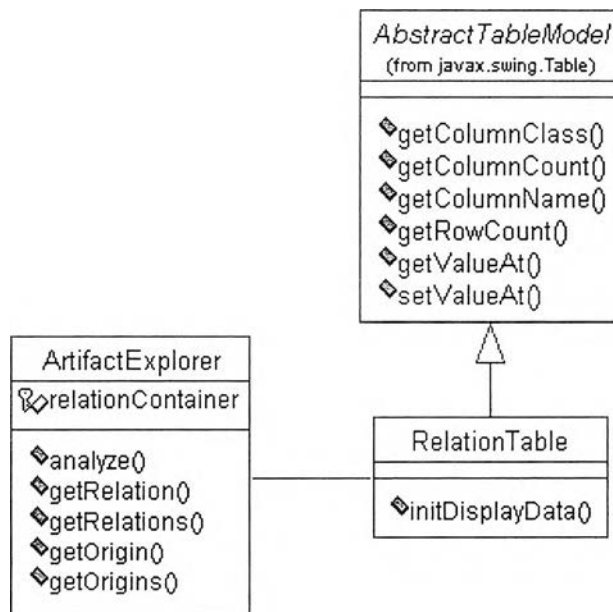 AbstractTableModel
(from javax.swing.Table)
getColumnClass()
getColumnCount()
getColumnName()
getRowCount()
getValueAt()
setValueAt()
ArtifactExplorer
relationContainer
analyze()
getRelation()
getRelations()
getOrigin()
getOrigins()
RelationTable
initDisplayData()